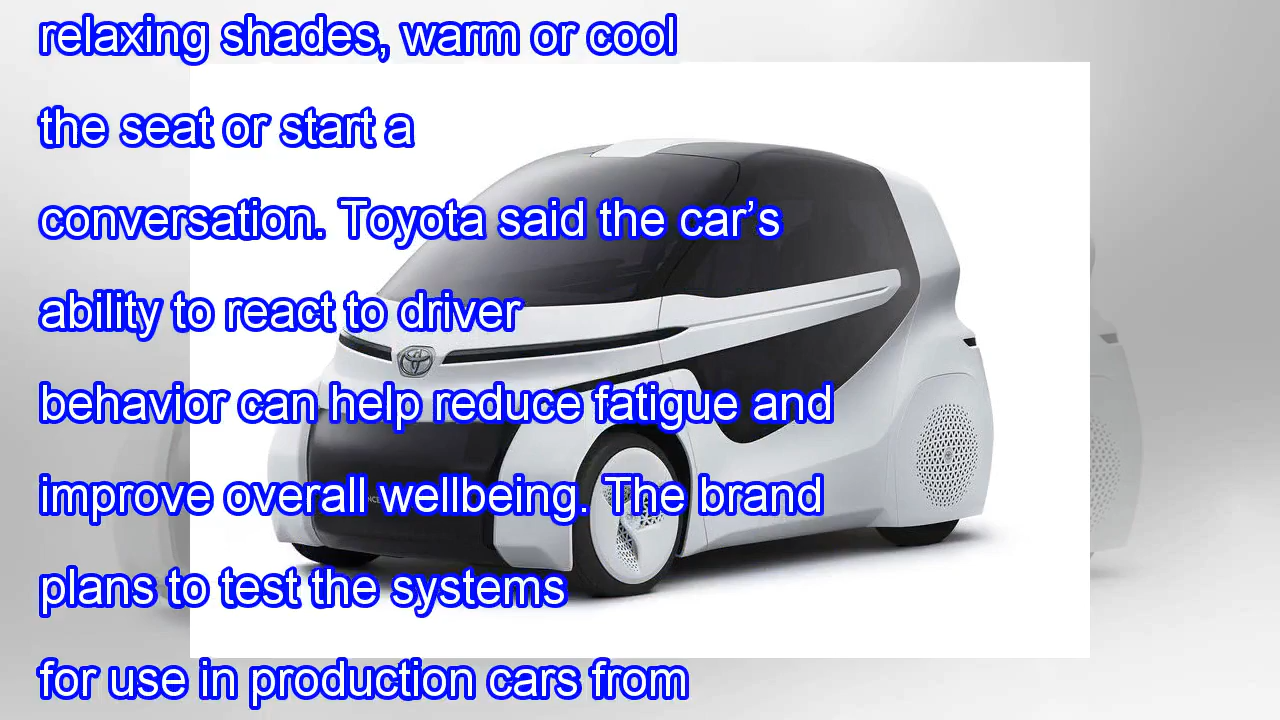 relaxing shades, warm or cool
the seat or start a
conversation. Toyota said the car’s
ability to react to driver
behavior can help reduce fatigue and
improve overall wellbeing. The brand
plans to test the systems
for use in production cars from